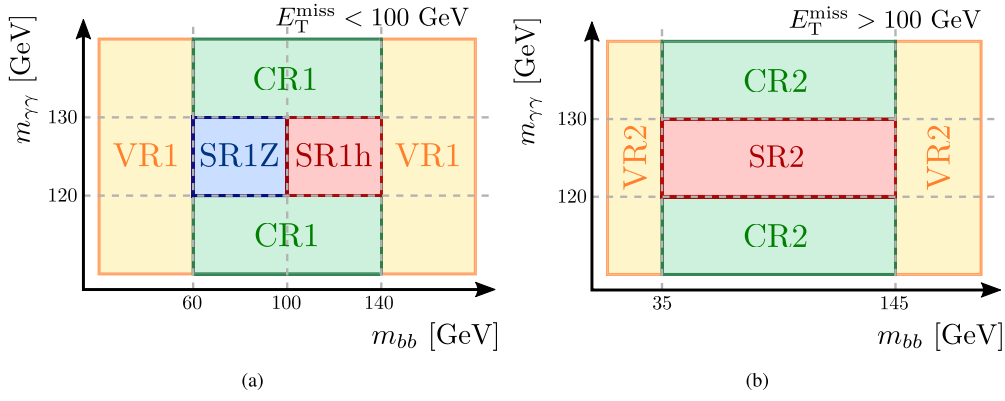 E_T^miss < 100 GeV
m_γγ [GeV]
130
120
CR1
VR1 SR1Z SR1h VR1
CR1
60 100 140
m_bb [GeV]
(a)
E_T^miss > 100 GeV
m_γγ [GeV]
130
120
CR2
VR2 SR2 VR2
CR2
35 145
m_bb [GeV]
(b)